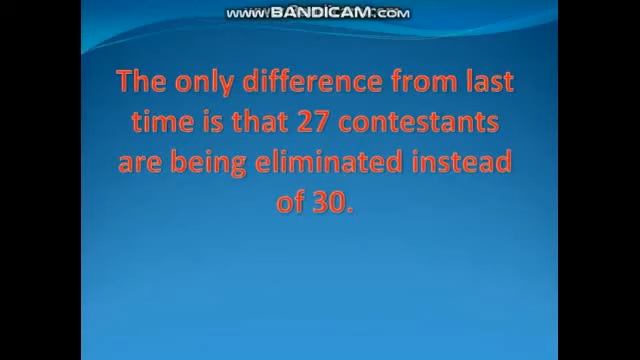 www.BANDICAM.com
The only difference from last
time is that 27 contestants
are being eliminated instead
of 30.